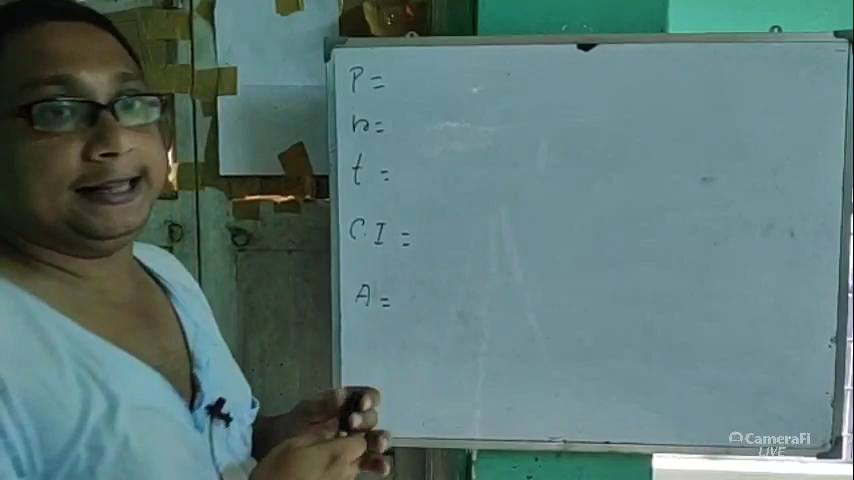 P =
n =
t =
C.I =
A =
CameraFi
LIVE